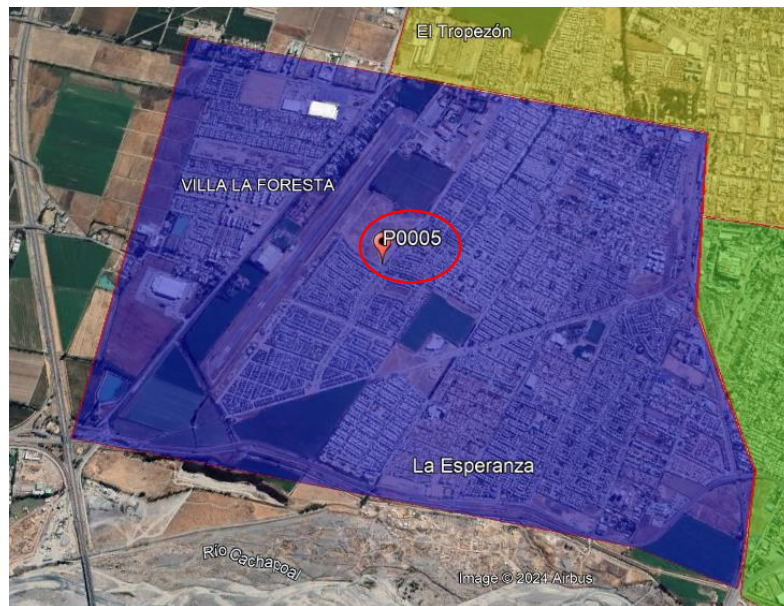 El Tropezón
VILLA LA FORESTA
P0005
La Esperanza
Río Cachapoal
Image © 2024 Airbus